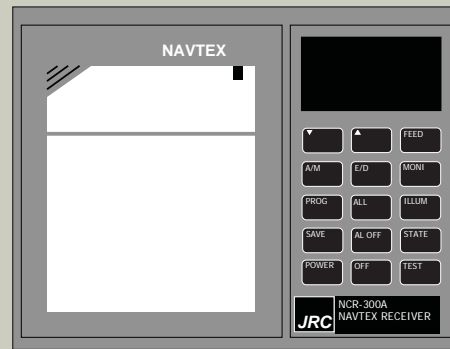 NAVTEX
▼ ▲ FEED
A/M E/D MONI
PROG ALL ILLUM
SAVE AL OFF STATE
POWER OFF TEST
NCR-300A
JRC NAVTEX RECEIVER